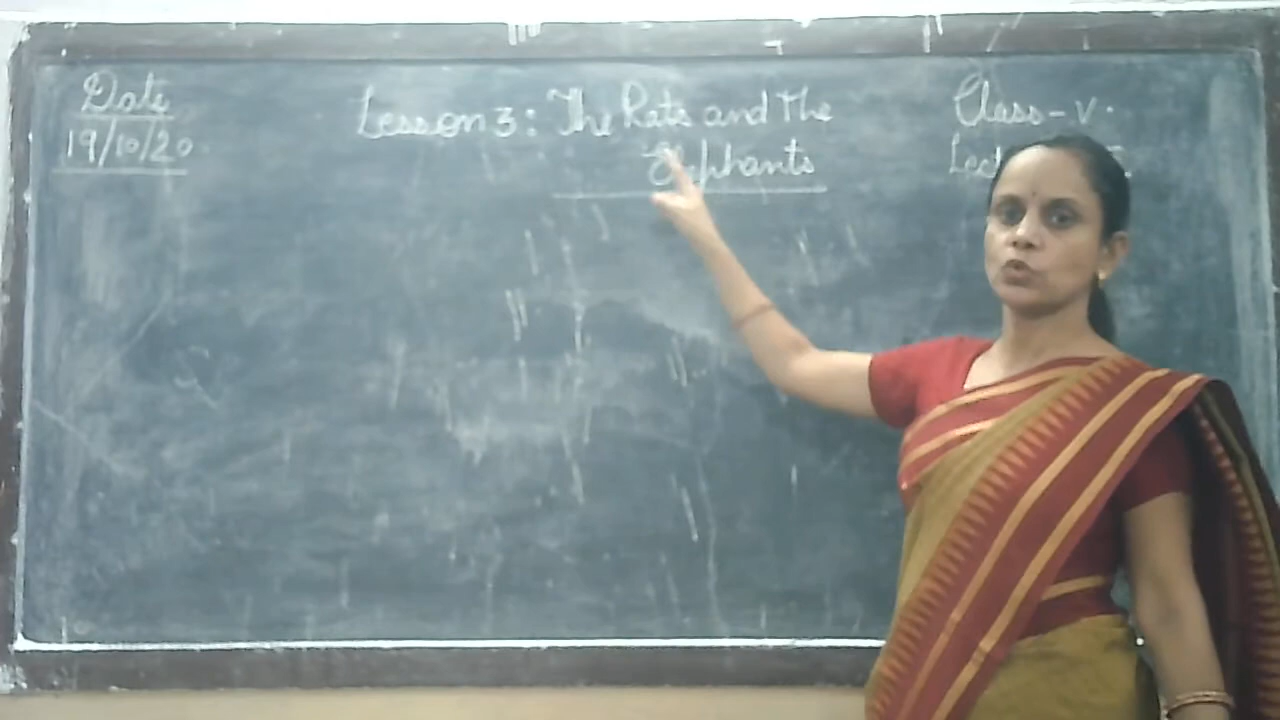 Date
19/10/20
Lesson 3: The Rats and The
Elephants
Class-V.